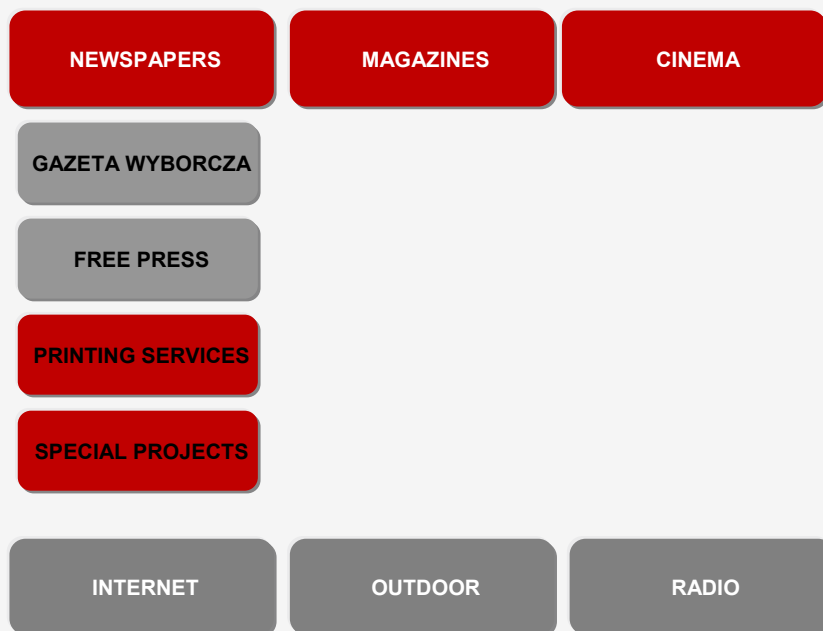 NEWSPAPERS
MAGAZINES
CINEMA
GAZETA WYBORCZA
FREE PRESS
PRINTING SERVICES
SPECIAL PROJECTS
INTERNET
OUTDOOR
RADIO